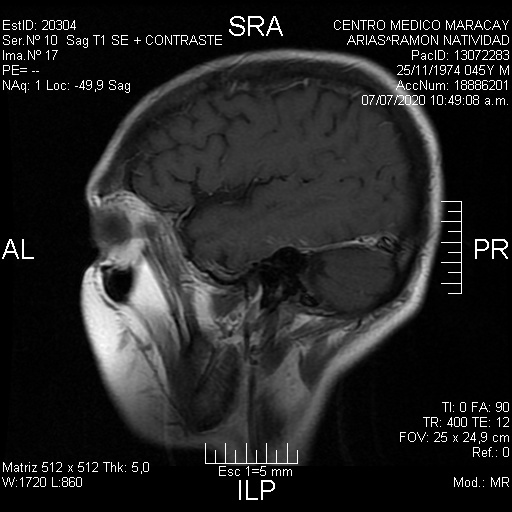 EstID: 20304
Ser.Nº 10 Sag T1 SE + CONTRASTE
Ima.Nº 17
PE= --
NAq: 1 Loc: -49,9 Sag
SRA
CENTRO MEDICO MARACAY
ARIAS^RAMON NATIVIDAD
PacID: 13072283
25/11/1974 045Y M
AccNum: 18886201
07/07/2020 10:49:08 a.m.
AL
PR
TI: 0 FA: 90
TR: 400 TE: 12
FOV: 25 x 24,9 cm
Ref.: 0
Matriz 512 x 512 Thk: 5,0
W:1720 L:860
Esc 1=5 mm
ILP
Mod.: MR